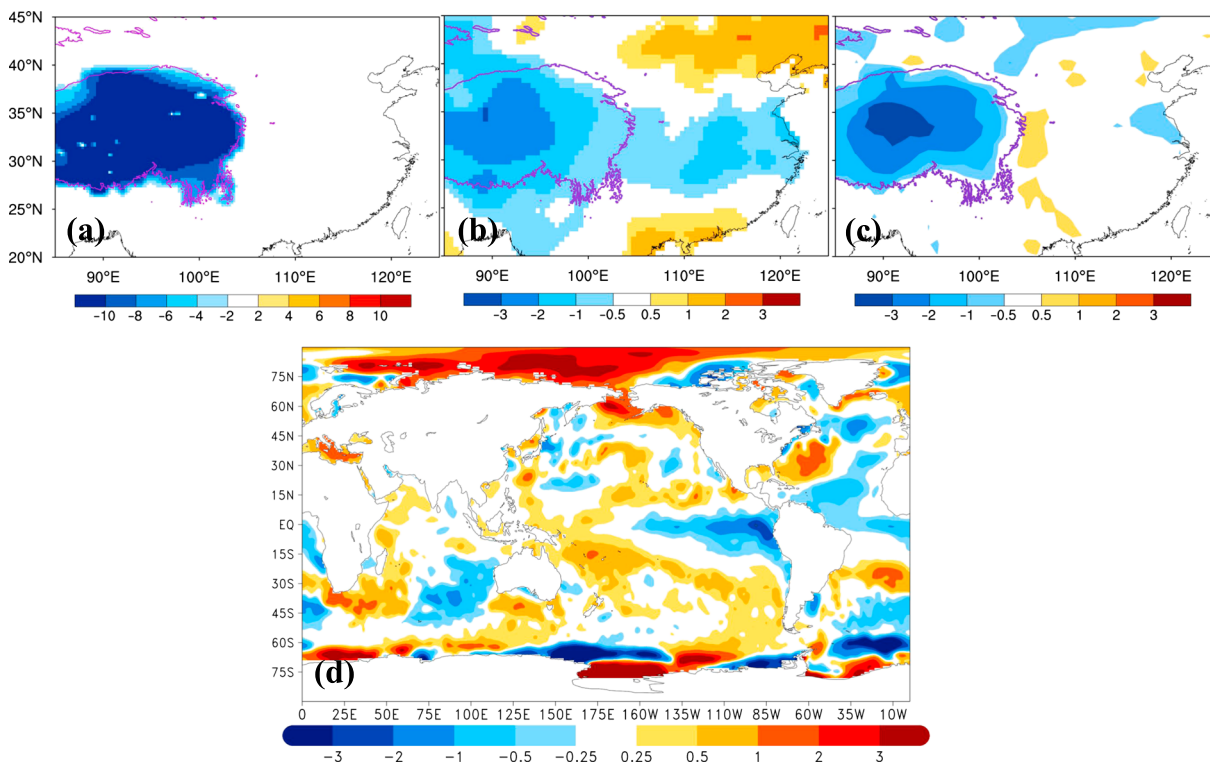 45°N
40°N
35°N
30°N
25°N
20°N
(a)
(b)
(c)
90°E 100°E 110°E 120°E
90°E 100°E 110°E 120°E
90°E 100°E 110°E 120°E
-10 -8 -6 -4 -2 2 4 6 8 10
-3 -2 -1 -0.5 0.5 1 2 3
-3 -2 -1 -0.5 0.5 1 2 3
75N
60N
45N
30N
15N
EQ
15S
30S
45S
60S
75S
(d)
0 25E 50E 75E 100E 125E 150E 175E 160W 135W 110W 85W 60W 35W 10W
-3 -2 -1 -0.5 -0.25 0.25 0.5 1 2 3